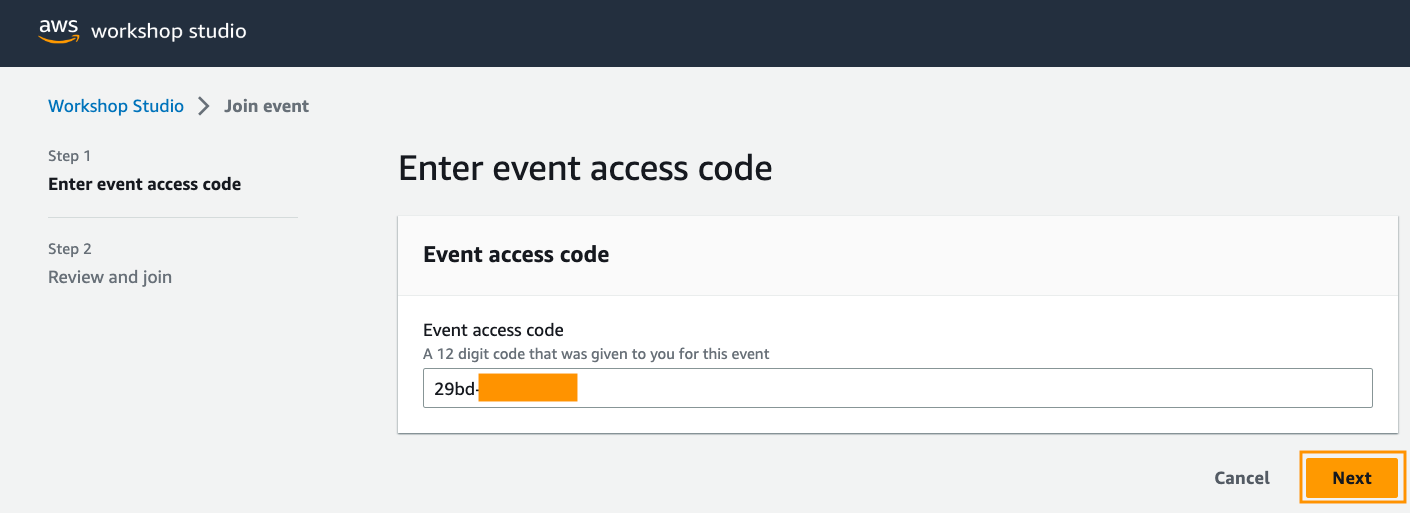 aws workshop studio
Workshop Studio > Join event
Step 1
Enter event access code
Step 2
Review and join
Enter event access code
Event access code
Event access code
A 12 digit code that was given to you for this event
29bd-
Cancel Next